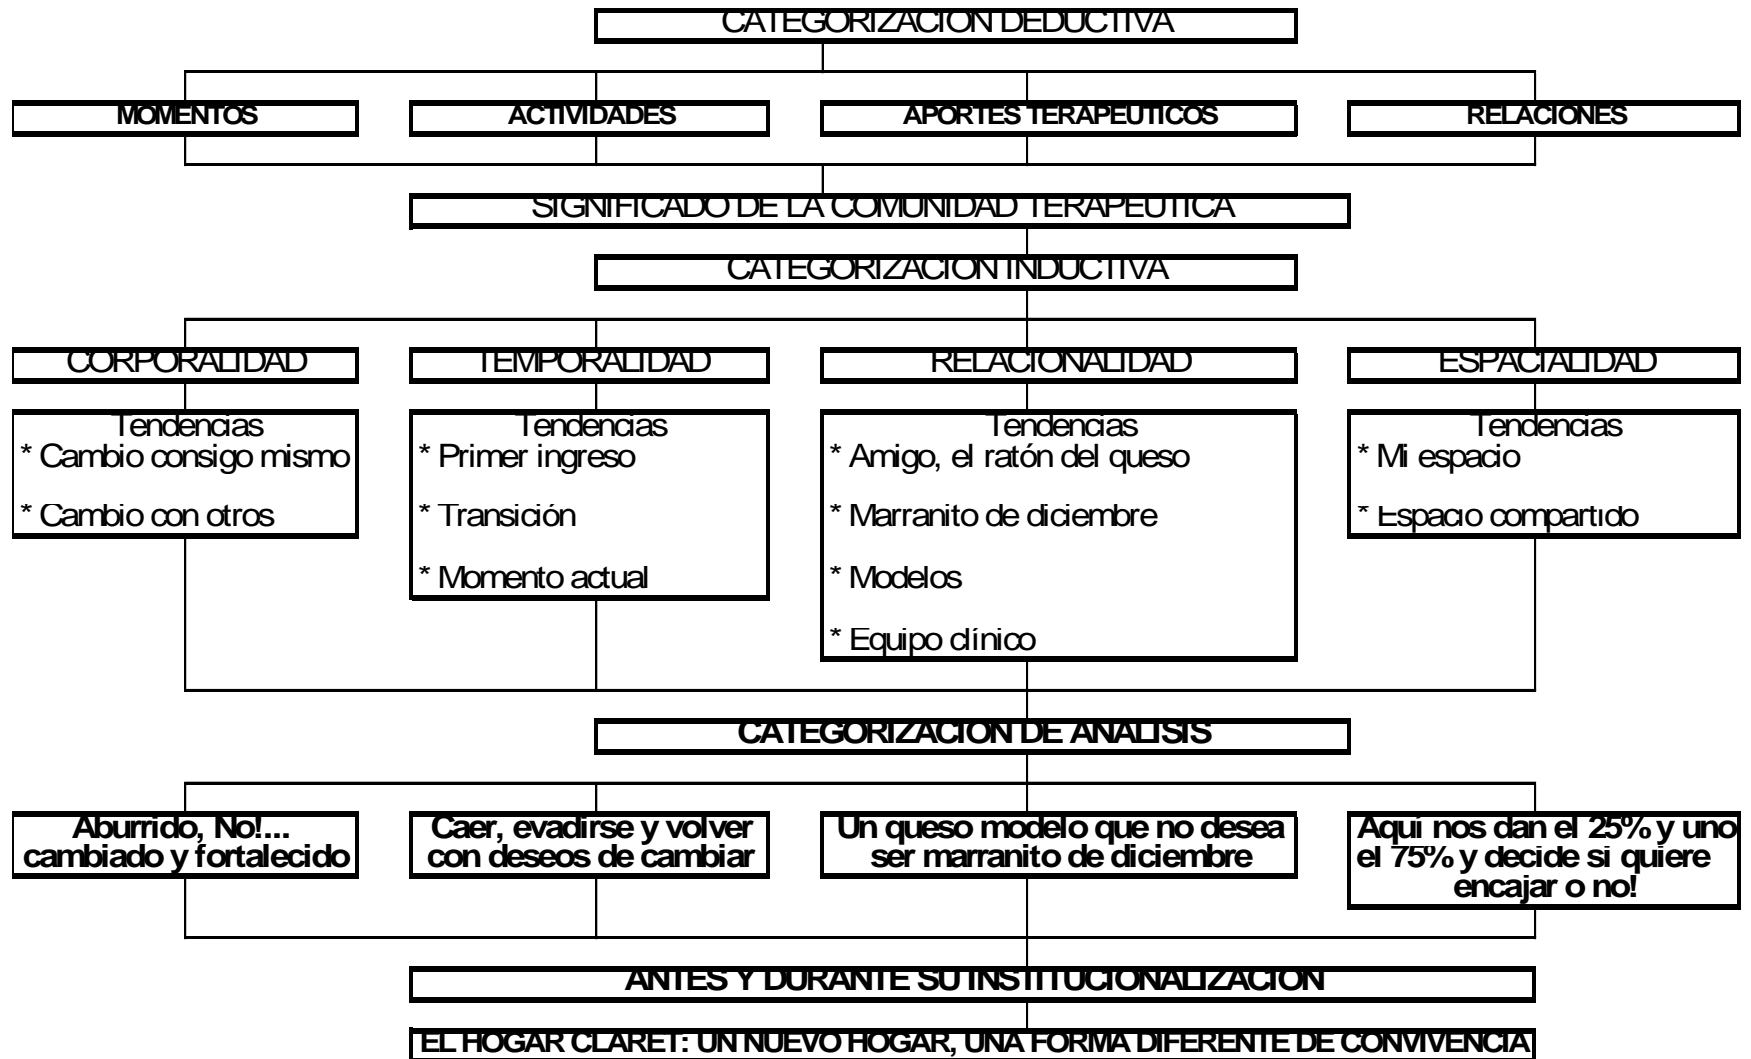 CATEGORIZACION DEDUCTIVA
MOMENTOS
ACTIVIDADES
APORTES TERAPEUTICOS
RELACIONES
SIGNIFICADO DE LA COMUNIDAD TERAPEUTICA
CATEGORIZACION INDUCTIVA
CORPORALIDAD
TEMPORALIDAD
RELACIONALIDAD
ESPACIALIDAD
Tendencias
* Cambio consigo mismo
* Cambio con otros
Tendencias
* Primer ingreso
* Transición
* Momento actual
Tendencias
* Amigo, el ratón del queso
* Marranito de diciembre
* Modelos
* Equipo clínico
Tendencias
* Mi espacio
* Espacio compartido
CATEGORIZACION DE ANALISIS
Aburrido, No!...
cambiado y fortalecido
Caer, evadirse y volver
con deseos de cambiar
Un queso modelo que no desea
ser marranito de diciembre
Aquí nos dan el 25% y uno
el 75% y decide si quiere
encajar o no!
ANTES Y DURANTE SU INSTITUCIONALIZACION
EL HOGAR CLARET: UN NUEVO HOGAR, UNA FORMA DIFERENTE DE CONVIVENCIA